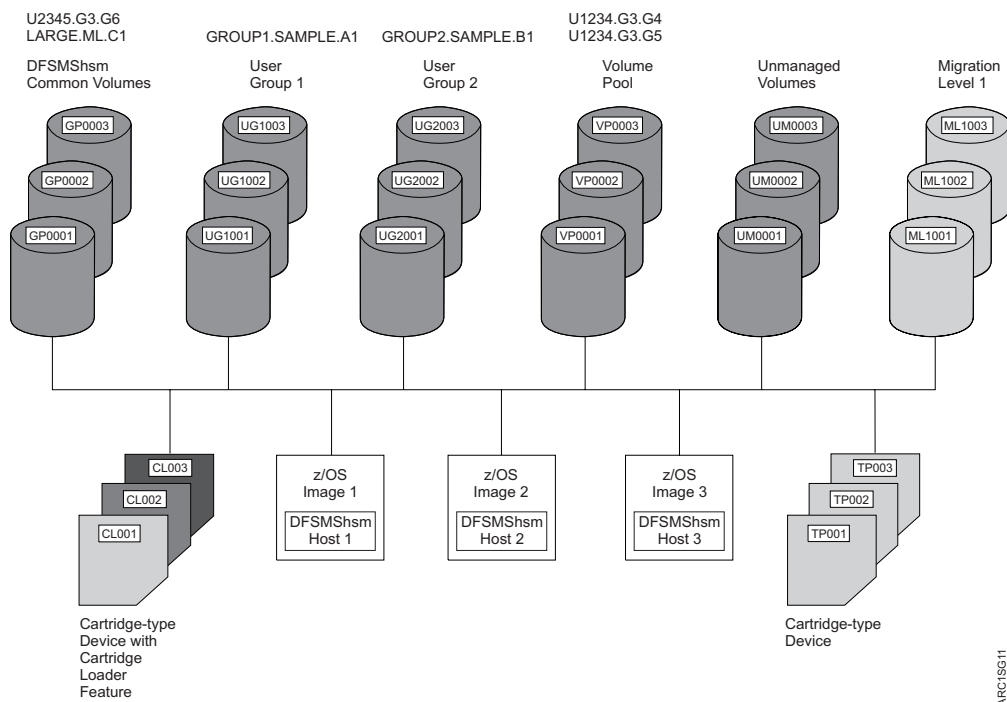 U2345.G3.G6
LARGE.ML.C1
GROUP1.SAMPLE.A1
GROUP2.SAMPLE.B1
U1234.G3.G4
U1234.G3.G5
DFSMShsm
Common Volumes
User
Group 1
User
Group 2
Volume
Pool
Unmanaged
Volumes
Migration
Level 1
GP0003
UG1003
UG2003
VP0003
UM0003
ML1003
GP0002
UG1002
UG2002
VP0002
UM0002
ML1002
GP0001
UG1001
UG2001
VP0001
UM0001
ML1001
CL003
CL002
CL001
z/OS
Image 1
DFSMShsm
Host 1
z/OS
Image 2
DFSMShsm
Host 2
z/OS
Image 3
DFSMShsm
Host 3
TP003
TP002
TP001
Cartridge-type
Device with
Cartridge
Loader
Feature
Cartridge-type
Device
ARC1SG11